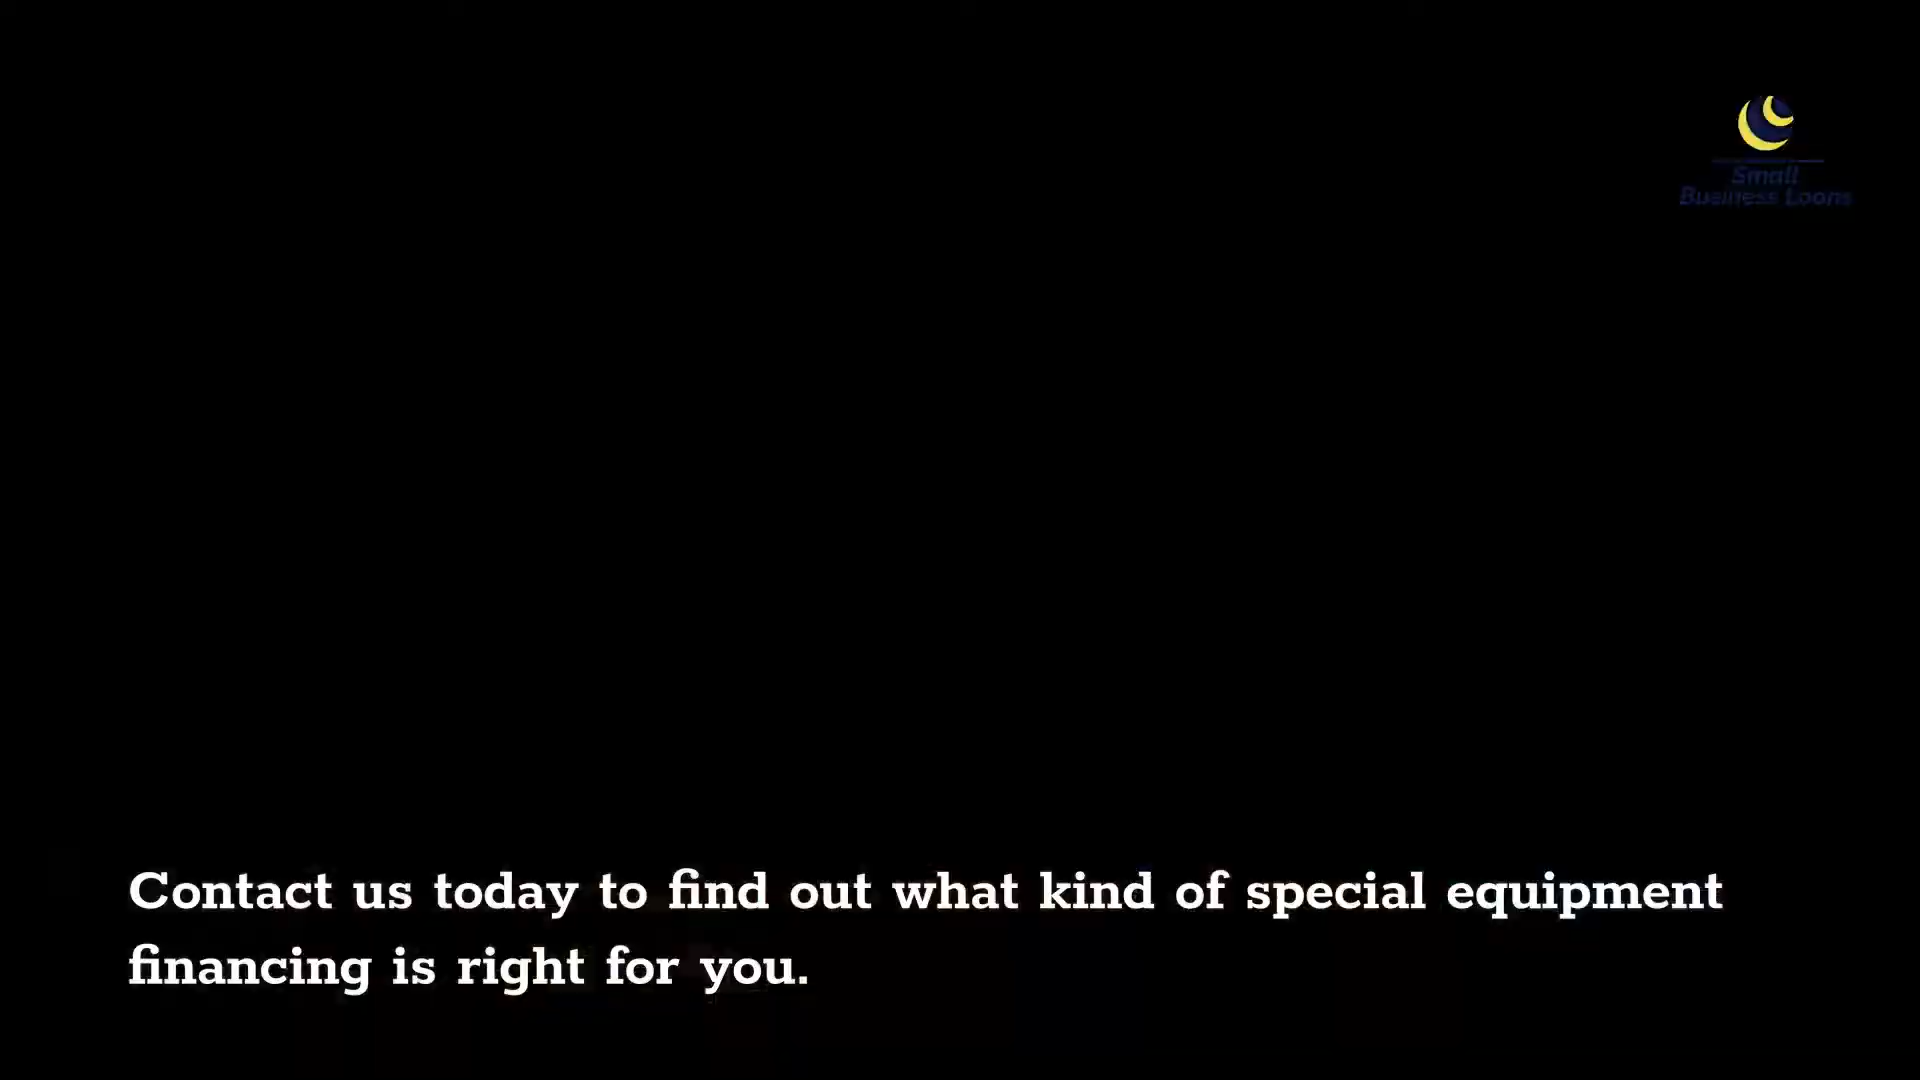 Small
Business Loans
Contact us today to find out what kind of special equipment
financing is right for you.